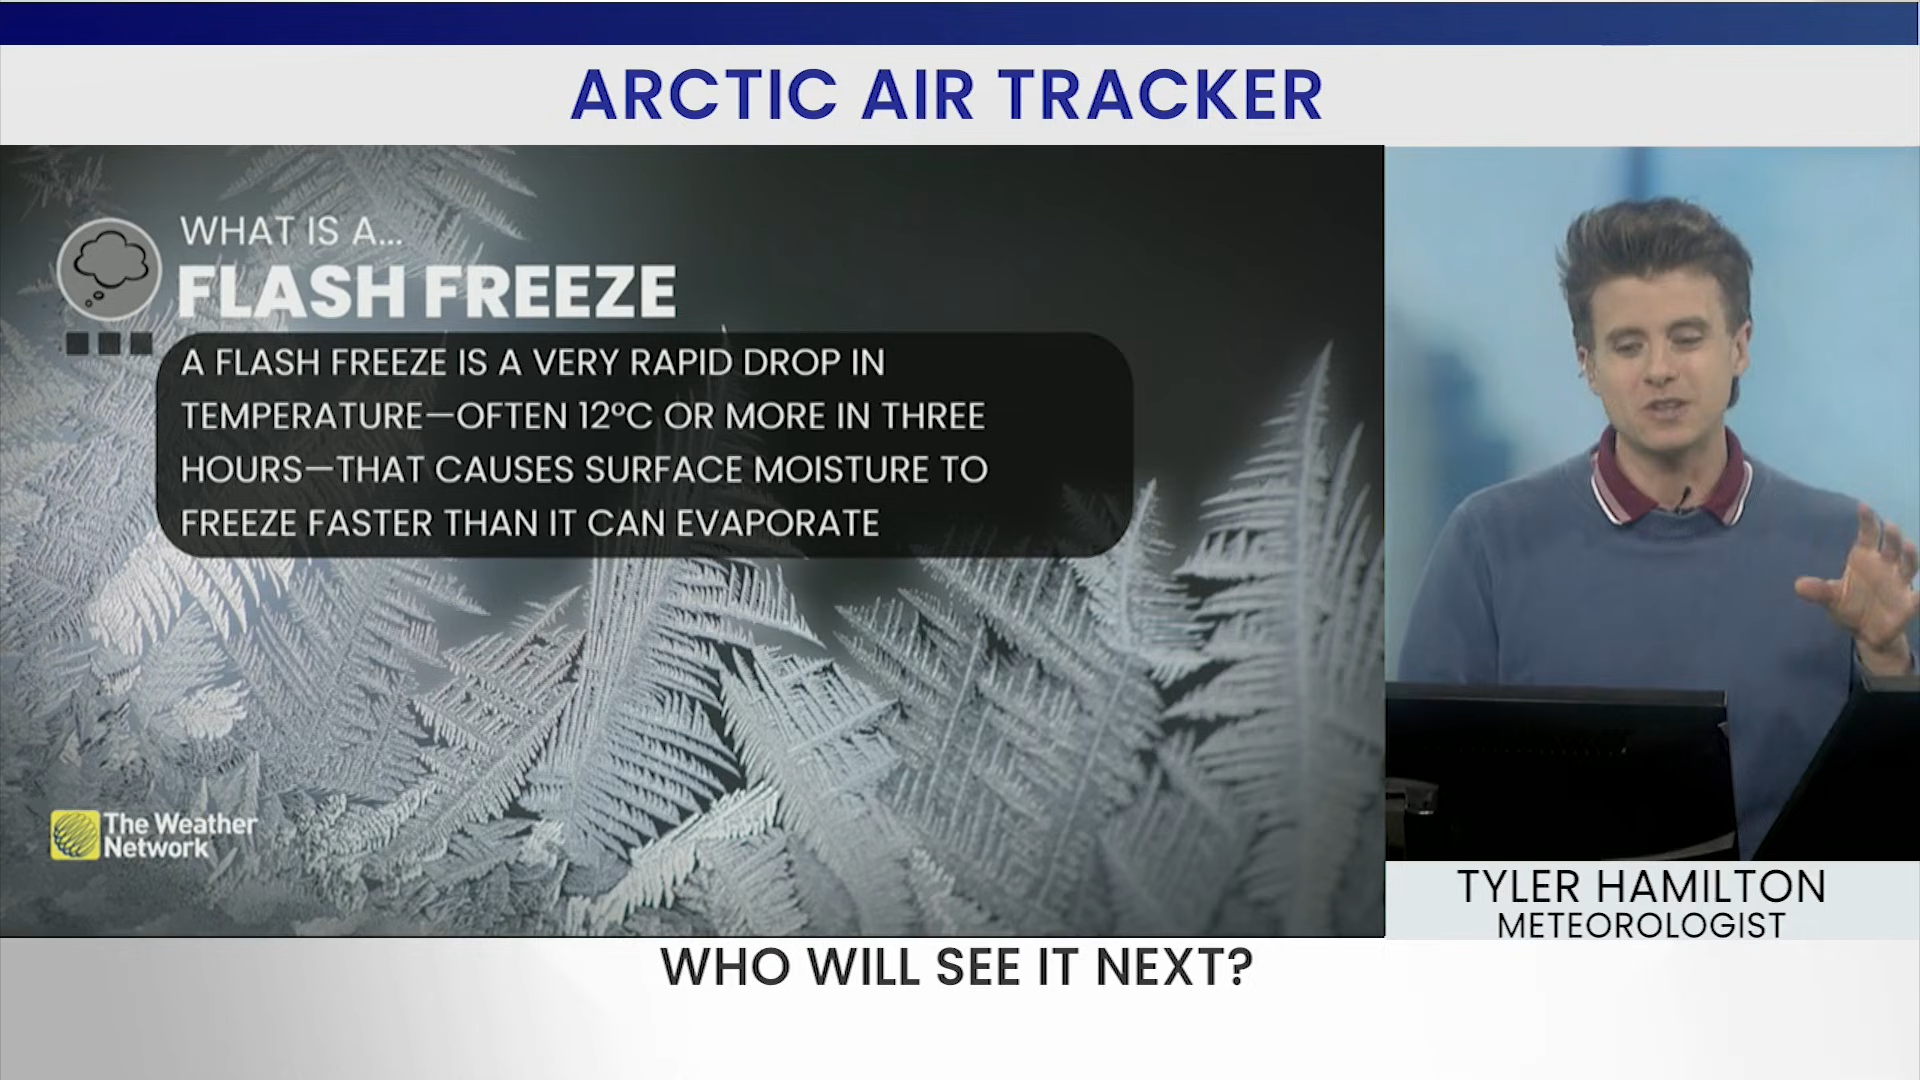 ARCTIC AIR TRACKER
WHAT IS A...
FLASH FREEZE
A FLASH FREEZE IS A VERY RAPID DROP IN
TEMPERATURE—OFTEN 12°C OR MORE IN THREE
HOURS—THAT CAUSES SURFACE MOISTURE TO
FREEZE FASTER THAN IT CAN EVAPORATE
The Weather
Network
TYLER HAMILTON
METEOROLOGIST
WHO WILL SEE IT NEXT?